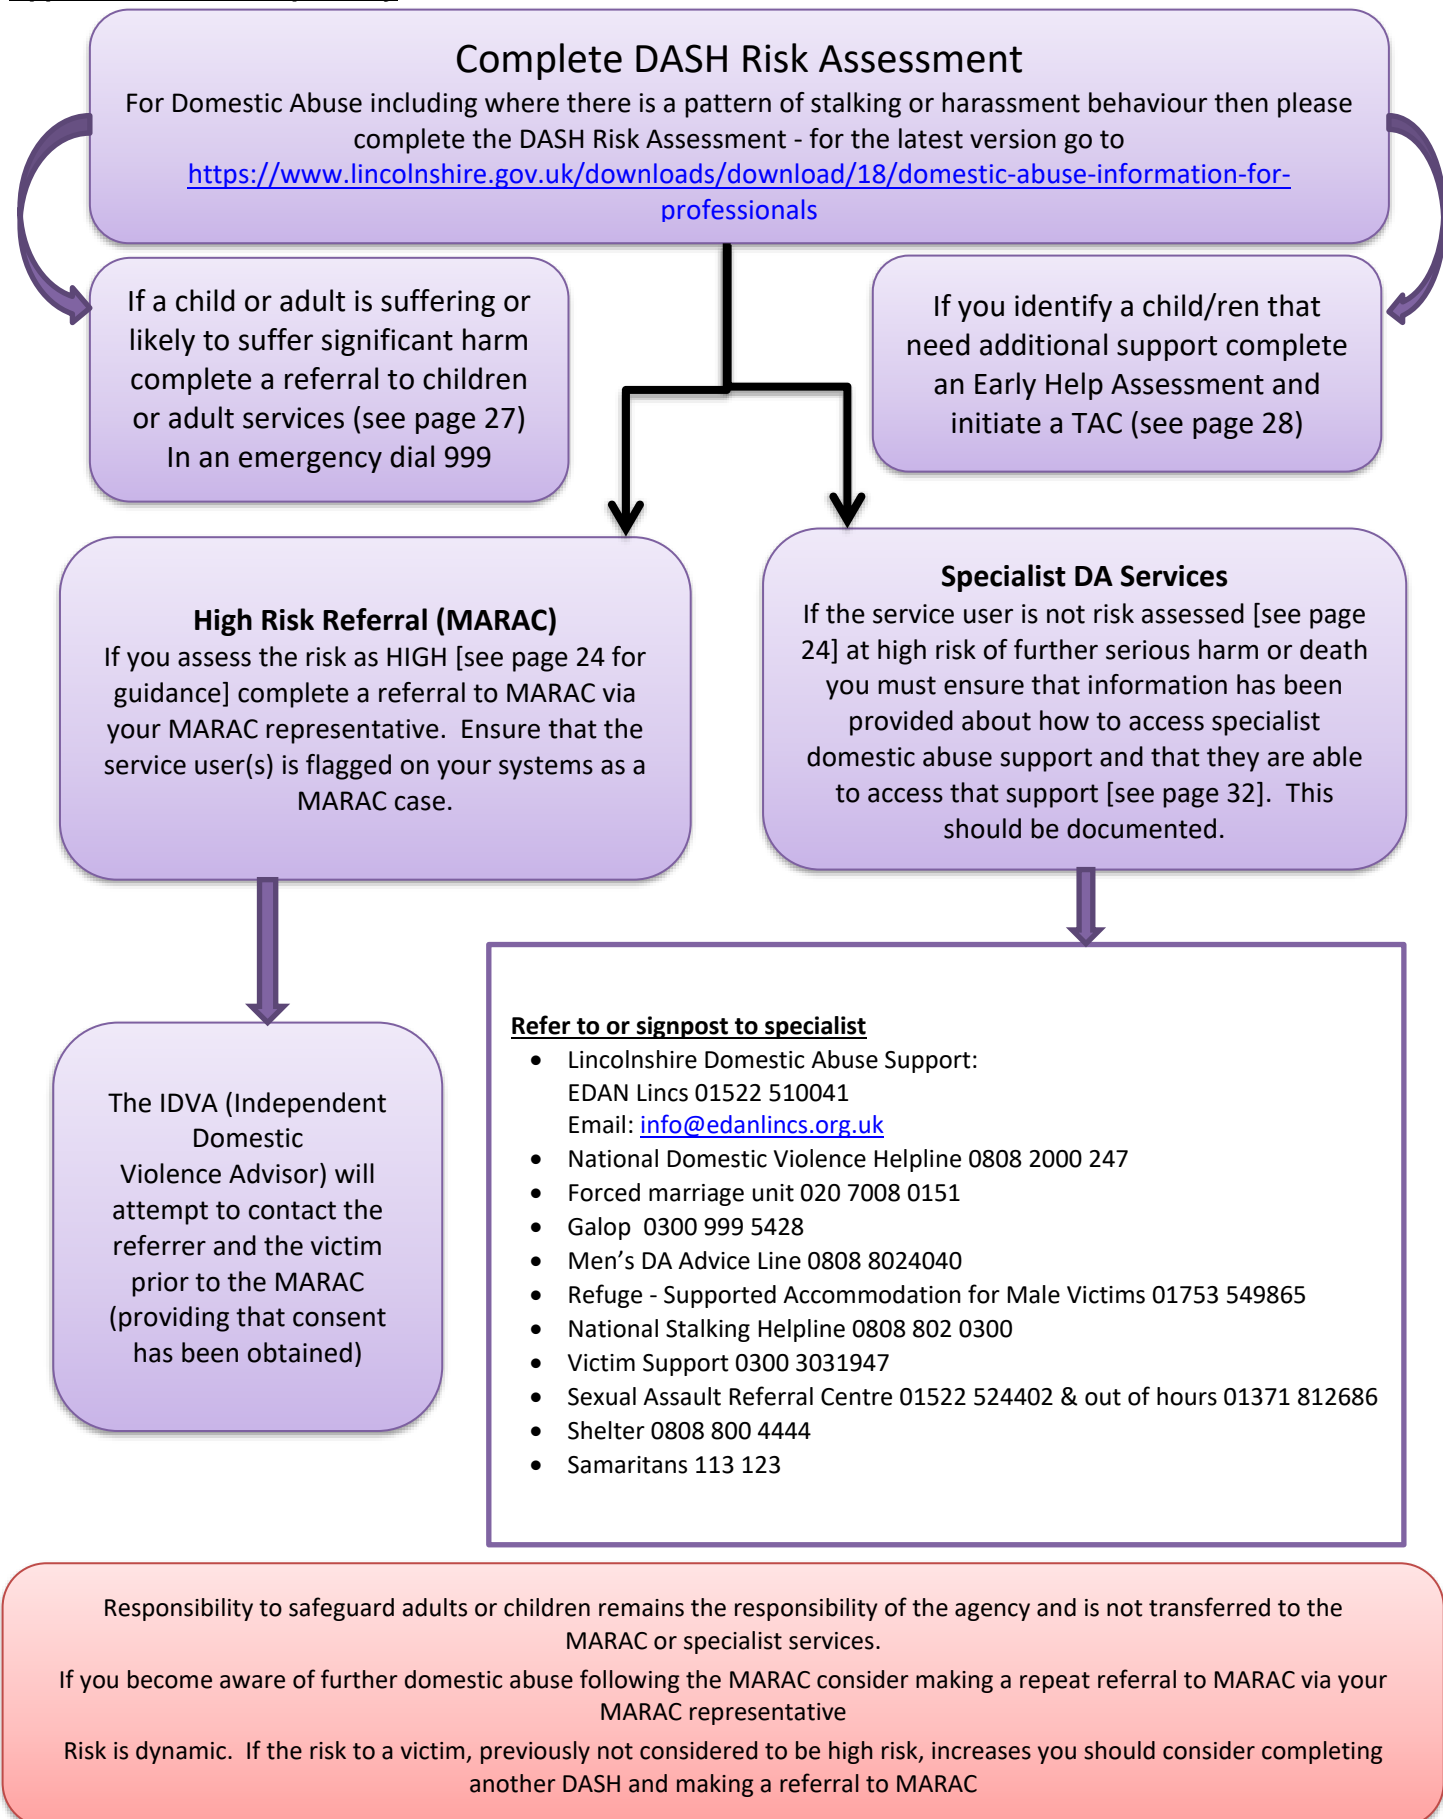 Complete DASH Risk Assessment
For Domestic Abuse including where there is a pattern of stalking or harassment behaviour then please
complete the DASH Risk Assessment - for the latest version go to
https://www.lincolnshire.gov.uk/downloads/download/18/domestic-abuse-information-for-
professionals
If a child or adult is suffering or
likely to suffer significant harm
complete a referral to children
or adult services (see page 27)
In an emergency dial 999
If you identify a child/ren that
need additional support complete
an Early Help Assessment and
initiate a TAC (see page 28)
High Risk Referral (MARAC)
If you assess the risk as HIGH [see page 24 for
guidance] complete a referral to MARAC via
your MARAC representative.  Ensure that the
service user(s) is flagged on your systems as a
MARAC case.
Specialist DA Services
If the service user is not risk assessed [see page
24] at high risk of further serious harm or death
you must ensure that information has been
provided about how to access specialist
domestic abuse support and that they are able
to access that support [see page 32].  This
should be documented.
The IDVA (Independent
Domestic
Violence Advisor) will
attempt to contact the
referrer and the victim
prior to the MARAC
(providing that consent
has been obtained)
Refer to or signpost to specialist
• Lincolnshire Domestic Abuse Support:
EDAN Lincs 01522 510041
Email: info@edanlincs.org.uk
• National Domestic Violence Helpline 0808 2000 247
• Forced marriage unit 020 7008 0151
• Galop  0300 999 5428
• Men's DA Advice Line 0808 8024040
• Refuge - Supported Accommodation for Male Victims 01753 549865
• National Stalking Helpline 0808 802 0300
• Victim Support 0300 3031947
• Sexual Assault Referral Centre 01522 524402 & out of hours 01371 812686
• Shelter 0808 800 4444
• Samaritans 113 123
Responsibility to safeguard adults or children remains the responsibility of the agency and is not transferred to the
MARAC or specialist services.
If you become aware of further domestic abuse following the MARAC consider making a repeat referral to MARAC via your
MARAC representative
Risk is dynamic.  If the risk to a victim, previously not considered to be high risk, increases you should consider completing
another DASH and making a referral to MARAC